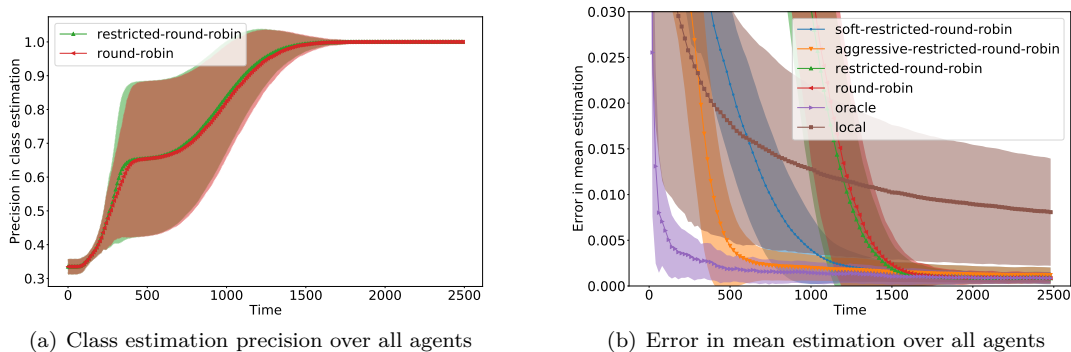 restricted-round-robin
round-robin
1.0
0.9
0.8
0.7
0.6
0.5
0.4
0.3
Precision in class estimation
0 500 1000 1500 2000 2500
Time
(a) Class estimation precision over all agents
soft-restricted-round-robin
aggressive-restricted-round-robin
restricted-round-robin
round-robin
oracle
local
0.030
0.025
0.020
0.015
0.010
0.005
0.000
Error in mean estimation
0 500 1000 1500 2000 2500
Time
(b) Error in mean estimation over all agents